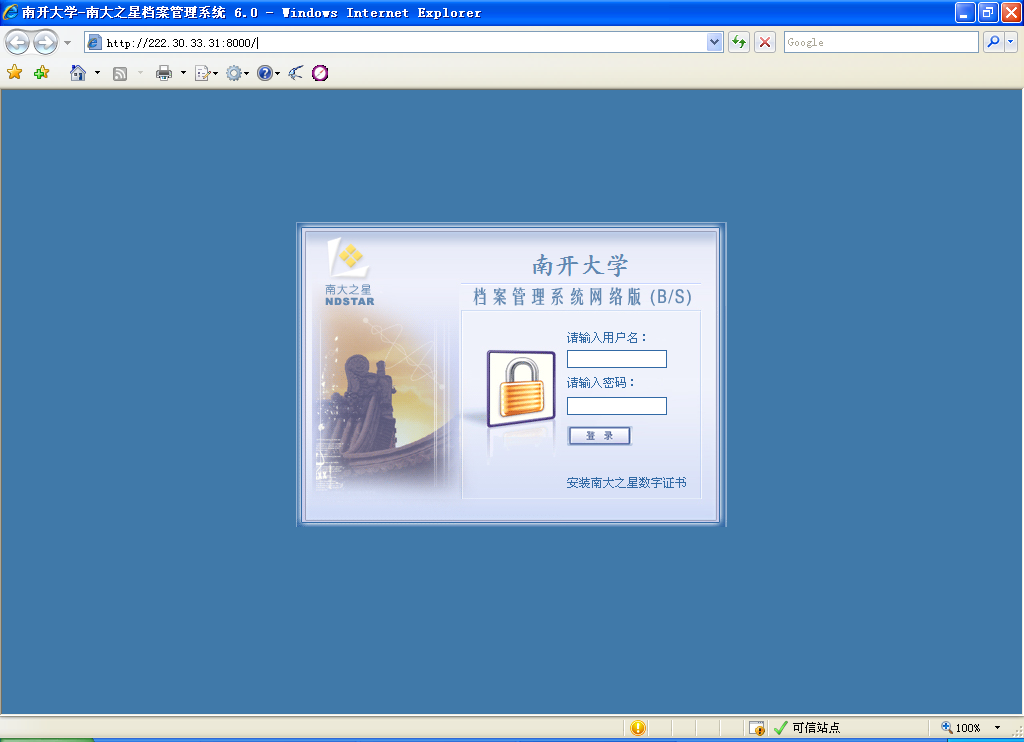 南开大学-南大之星档案管理系统 6.0 - Windows Internet Explorer
http://222.30.33.31:8000/
Google
南大之星
NDSTAR
南开大学
档案管理系统网络版 (B/S)
请输入用户名：
请输入密码：
登 录
安装南大之星数字证书
可信站点
100%